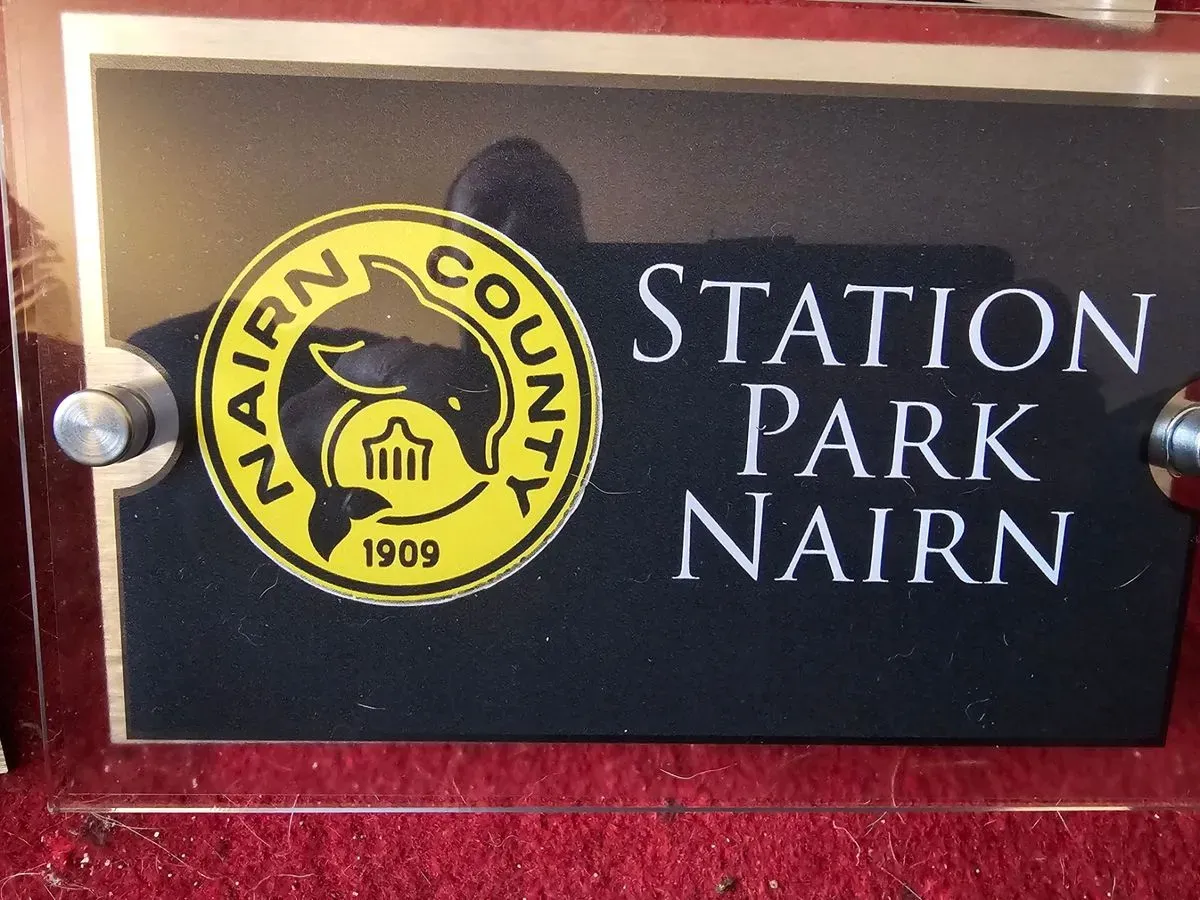 NAIRN COUNTY
1909
STATION
PARK
NAIRN